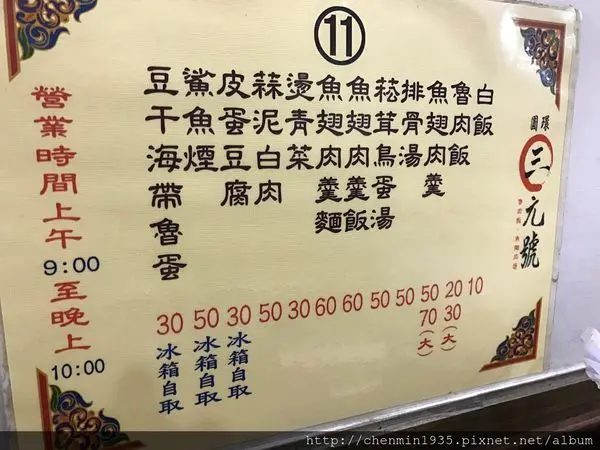 ⑪
圓環
三元號
白飯 10
魯肉飯 20 30(大)
魚翅肉羹 50 70(大)
排骨湯 50
菘茸鳥蛋湯 50
魚翅肉羹飯 60
魚翅肉羹麵 60
燙青菜 30
蒜泥白肉 50
皮蛋豆腐 30 冰箱自取
鯊魚煙 50 冰箱自取
豆干海帶魯蛋 30 冰箱自取
營業時間上午9:00至晚上10:00
http://chenmin1935.pixnet.net/album